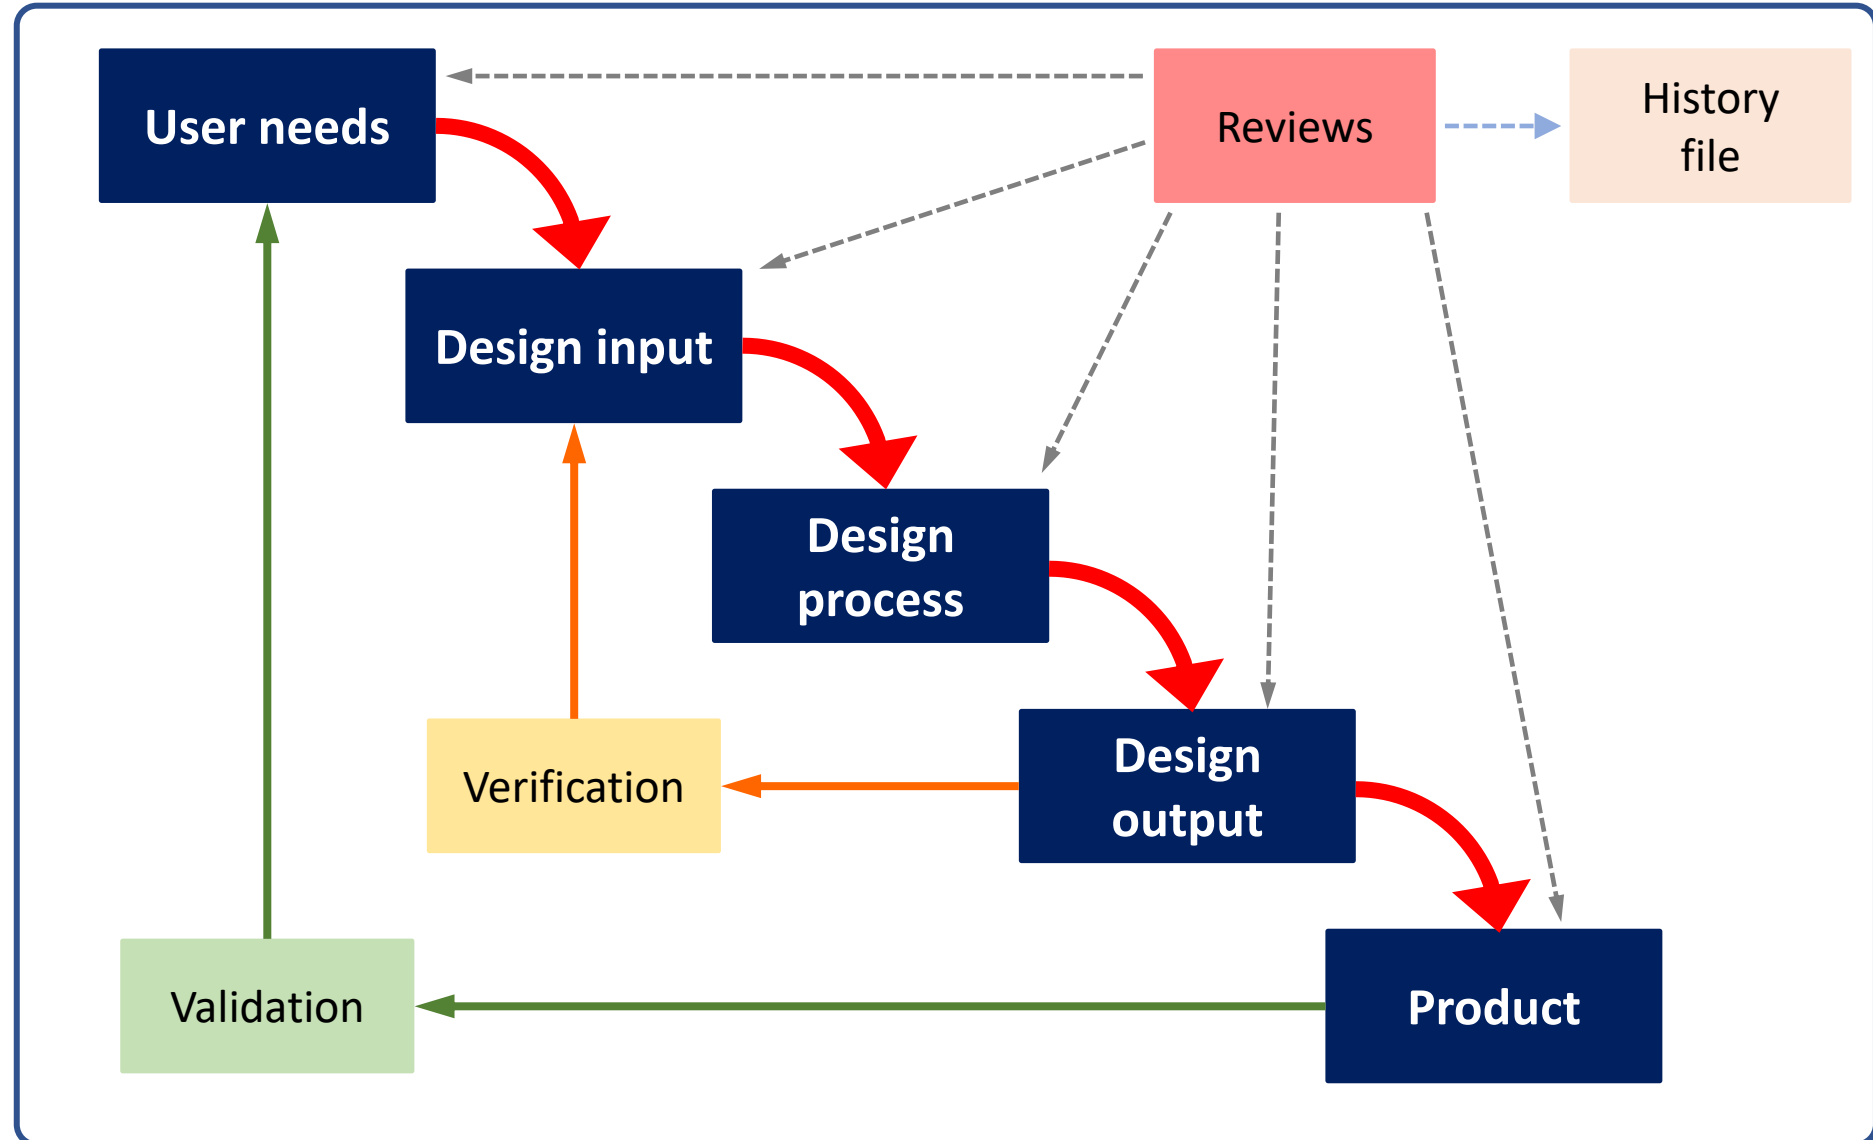 User needs
Reviews
History
file
Design input
Design
process
Design
output
Verification
Validation
Product